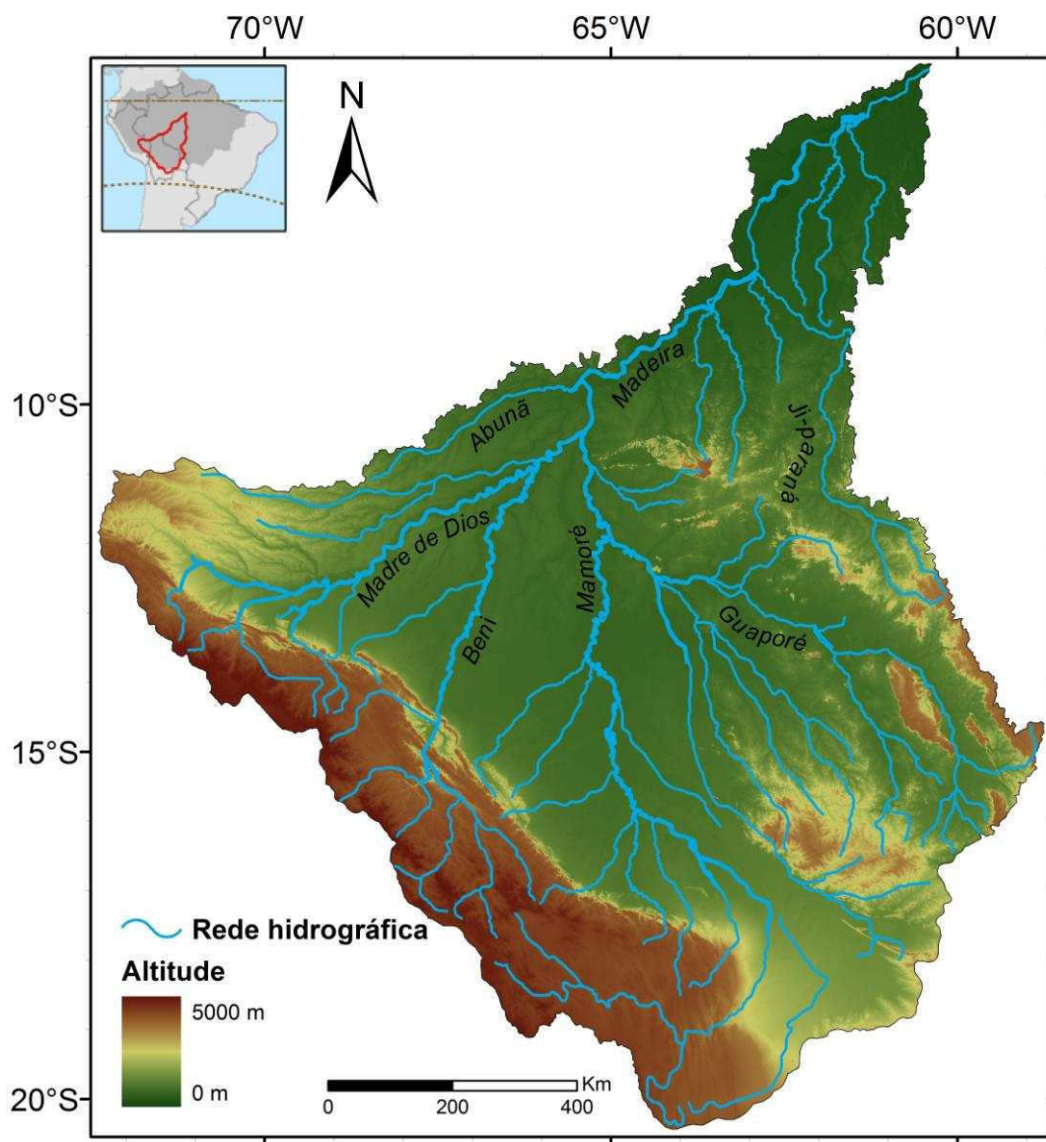 70°W 65°W 60°W
N
10°S
Madeira
Abunã
Ji-paraná
Madre de Dios
Mamoré
Beni
Guaporé
15°S
Rede hidrográfica
Altitude
5000 m
0 m
Km
0 200 400
20°S